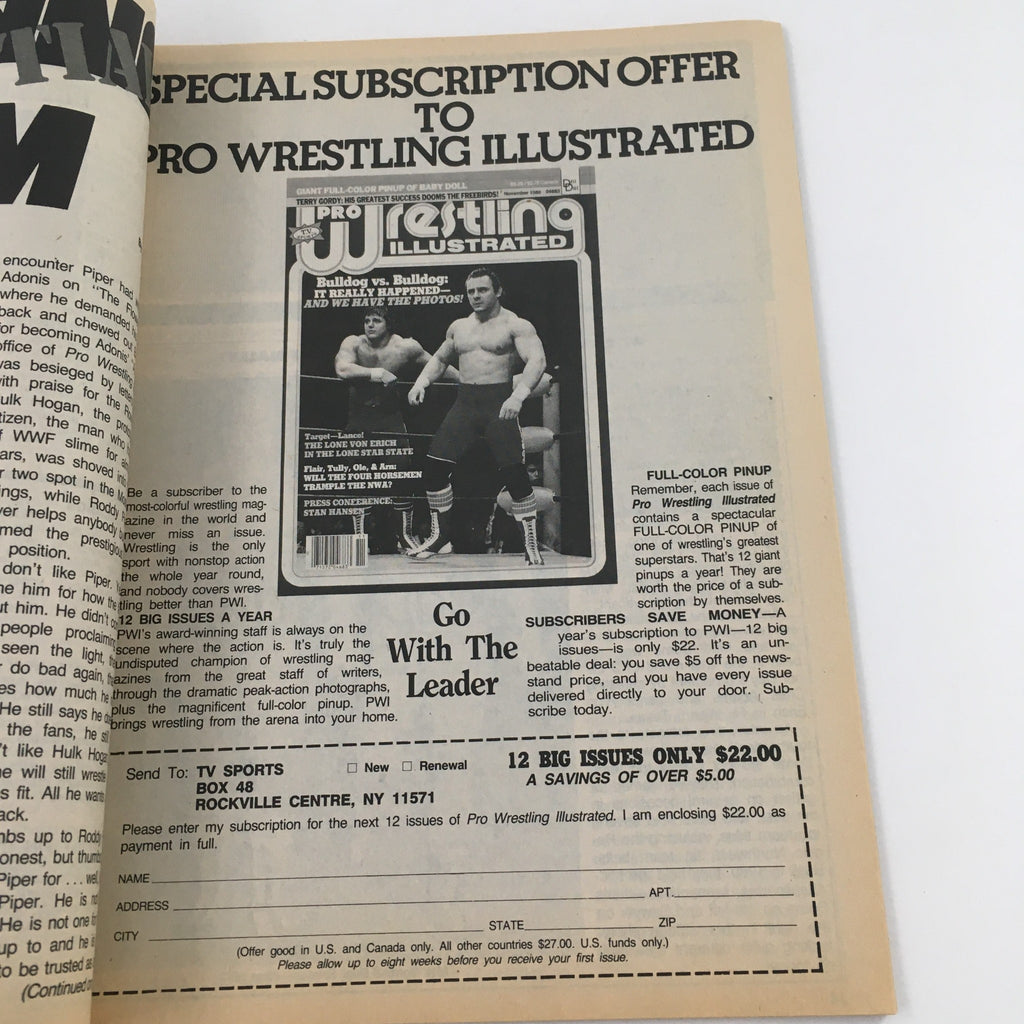 TIA
M
encounter Piper had
Adonis on "The
where he demanded
back and chewed
for becoming Adonis'
office of Pro Wrestling
was besieged by
with praise for the
Hulk Hogan, the
citizen, the man who
WWF slime for
ars, was shoved
two spot in the
ings, while Roddy
ver helps anybody
med the
position.
don't like Piper.
him for how the
him. He didn't
people
seen the light,
do bad again,
es how much he
He still says he
the fans, he
't like Hulk
he will still
s fit. All he
ack.
up to Roddy
onest, but
Piper for . . .
Piper. He is
He is not one
up to and he
to be trusted
(Continued
SPECIAL SUBSCRIPTION OFFER
TO
PRO WRESTLING ILLUSTRATED
GIANT FULL-COLOR PINUP OF BABY DOLL
TERRY GORDY: HIS GREATEST SUCCESS DOOMS THE FREEBIRDS!
November 1986
PRO
Wrestling
ILLUSTRATED
Bulldog vs. Bulldog:
IT REALLY HAPPENED—
AND WE HAVE THE PHOTOS!
Target—Lance!
THE LONE VON ERICH
IN THE LONE STAR STATE
Flair, Tully, Ole, & Arn:
WILL THE FOUR HORSEMEN
TRAMPLE THE NWA?
PRESS CONFERENCE:
STAN HANSEN
Be a subscriber to the
most-colorful wrestling mag-
azine in the world and
never miss an issue.
Wrestling is the only
sport with nonstop action
the whole year round,
and nobody covers wres-
tling better than PWI.
12 BIG ISSUES A YEAR
PWI's award-winning staff is always on the
scene where the action is. It's truly the
undisputed champion of wrestling mag-
azines from the great staff of writers,
through the dramatic peak-action photographs,
plus the magnificent full-color pinup. PWI
brings wrestling from the arena into your home.
Go
With The
Leader
FULL-COLOR PINUP
Remember, each issue of
Pro Wrestling Illustrated
contains a spectacular
FULL-COLOR PINUP of
one of wrestling's greatest
superstars. That's 12 giant
pinups a year! They are
worth the price of a sub-
scription by themselves.
SUBSCRIBERS SAVE MONEY—A
year's subscription to PWI—12 big
issues—is only $22. It's an un-
beatable deal: you save $5 off the news-
stand price, and you have every issue
delivered directly to your door. Sub-
scribe today.
Send To: TV SPORTS
BOX 48
ROCKVILLE CENTRE, NY 11571
☐ New ☐ Renewal
12 BIG ISSUES ONLY $22.00
A SAVINGS OF OVER $5.00
Please enter my subscription for the next 12 issues of Pro Wrestling Illustrated. I am enclosing $22.00 as
payment in full.
NAME
ADDRESS APT.
CITY STATE ZIP
(Offer good in U.S. and Canada only. All other countries $27.00. U.S. funds only.)
Please allow up to eight weeks before you receive your first issue.